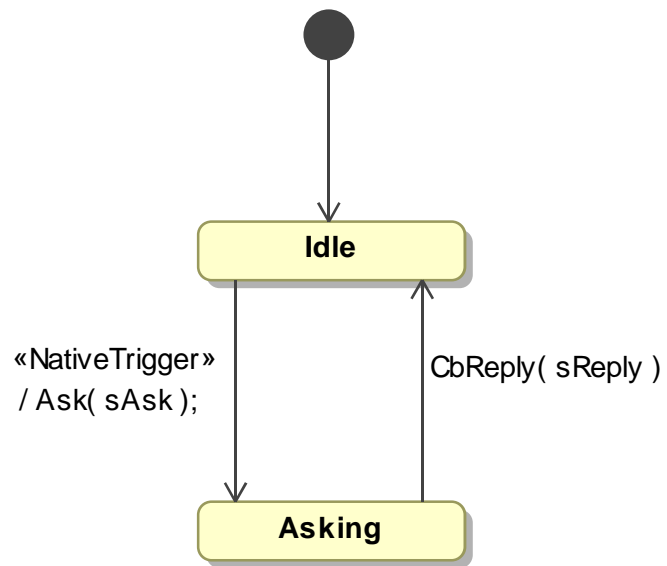 Idle
«NativeTrigger»
/ Ask( sAsk );
CbReply( sReply )
Asking